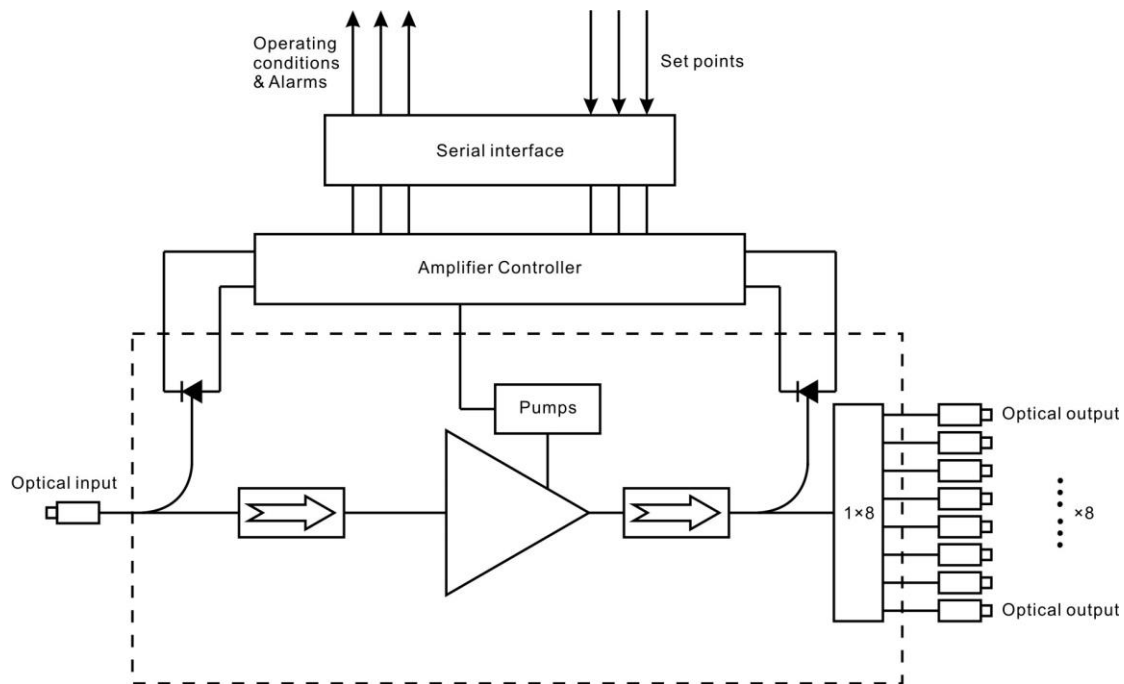 Operating
conditions
& Alarms
Set points
Serial interface
Amplifier Controller
Pumps
Optical input
1×8
Optical output
×8
Optical output